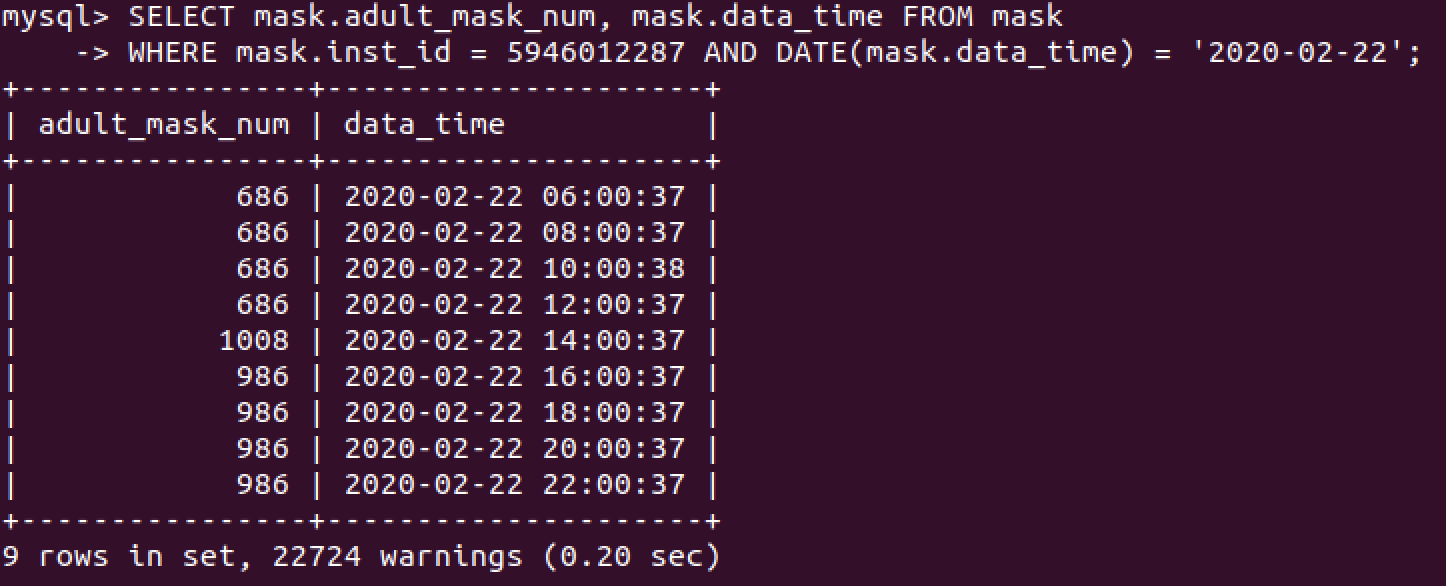 mysql> SELECT mask.adult_mask_num, mask.data_time FROM mask
    -> WHERE mask.inst_id = 5946012287 AND DATE(mask.data_time) = '2020-02-22';
+----------------+---------------------+
| adult_mask_num | data_time           |
+----------------+---------------------+
|            686 | 2020-02-22 06:00:37 |
|            686 | 2020-02-22 08:00:37 |
|            686 | 2020-02-22 10:00:38 |
|            686 | 2020-02-22 12:00:37 |
|           1008 | 2020-02-22 14:00:37 |
|            986 | 2020-02-22 16:00:37 |
|            986 | 2020-02-22 18:00:37 |
|            986 | 2020-02-22 20:00:37 |
|            986 | 2020-02-22 22:00:37 |
+----------------+---------------------+
9 rows in set, 22724 warnings (0.20 sec)